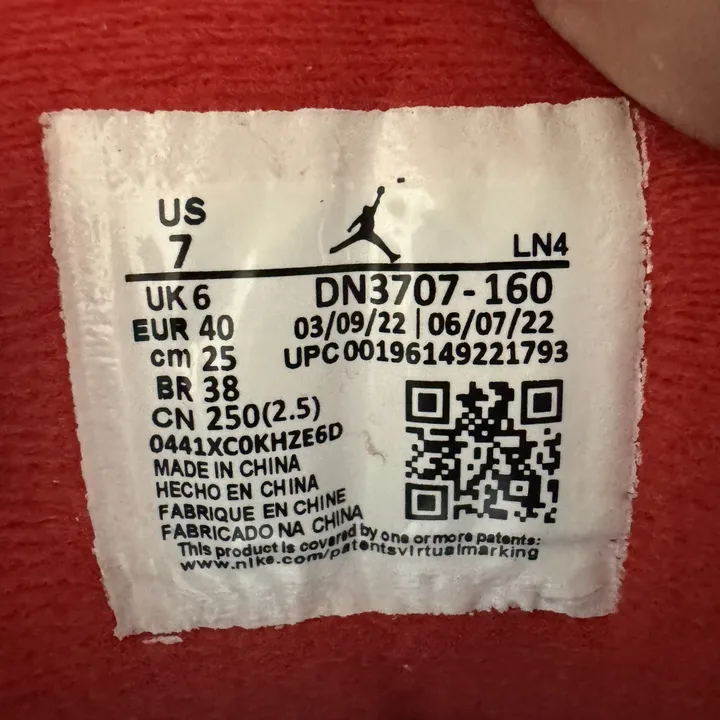 US
7
LN4
UK 6
DN3707-160
EUR 40
03/09/22 | 06/07/22
cm 25
UPC 00196149221793
BR 38
CN 250(2.5)
0441XC0KHZE6D
MADE IN CHINA
HECHO EN CHINA
FABRIQUE EN CHINE
FABRICADO NA CHINA
This product is covered by one or more patents:
www.nike.com/patentsvirtualmarking